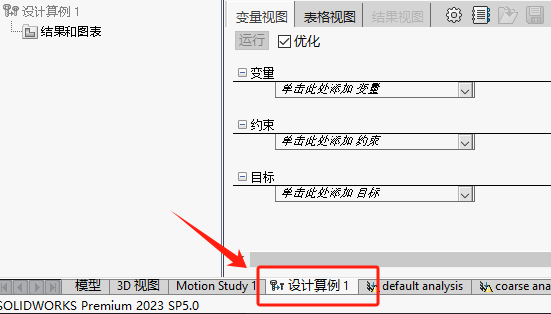 设计算例 1
结果和图表
变量视图 表格视图 结果视图
运行 优化
变量
单击此处添加 变量
约束
单击此处添加 约束
目标
单击此处添加 目标
模型 3D 视图 Motion Study 1 设计算例 1 default analysis coarse ana
SOLIDWORKS Premium 2023 SP5.0